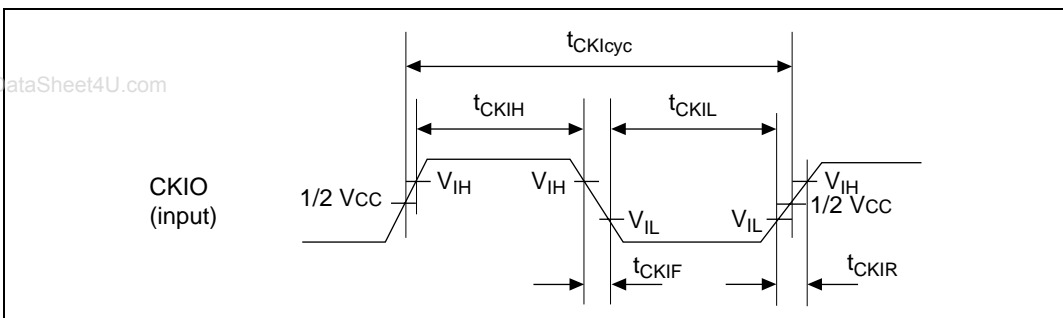 tCKIcyc
DataSheet4U.com
tCKIH
tCKIL
CKIO
(input)
1/2 VCC
VIH
VIH
VIL
VIL
VIH
1/2 VCC
tCKIF
tCKIR